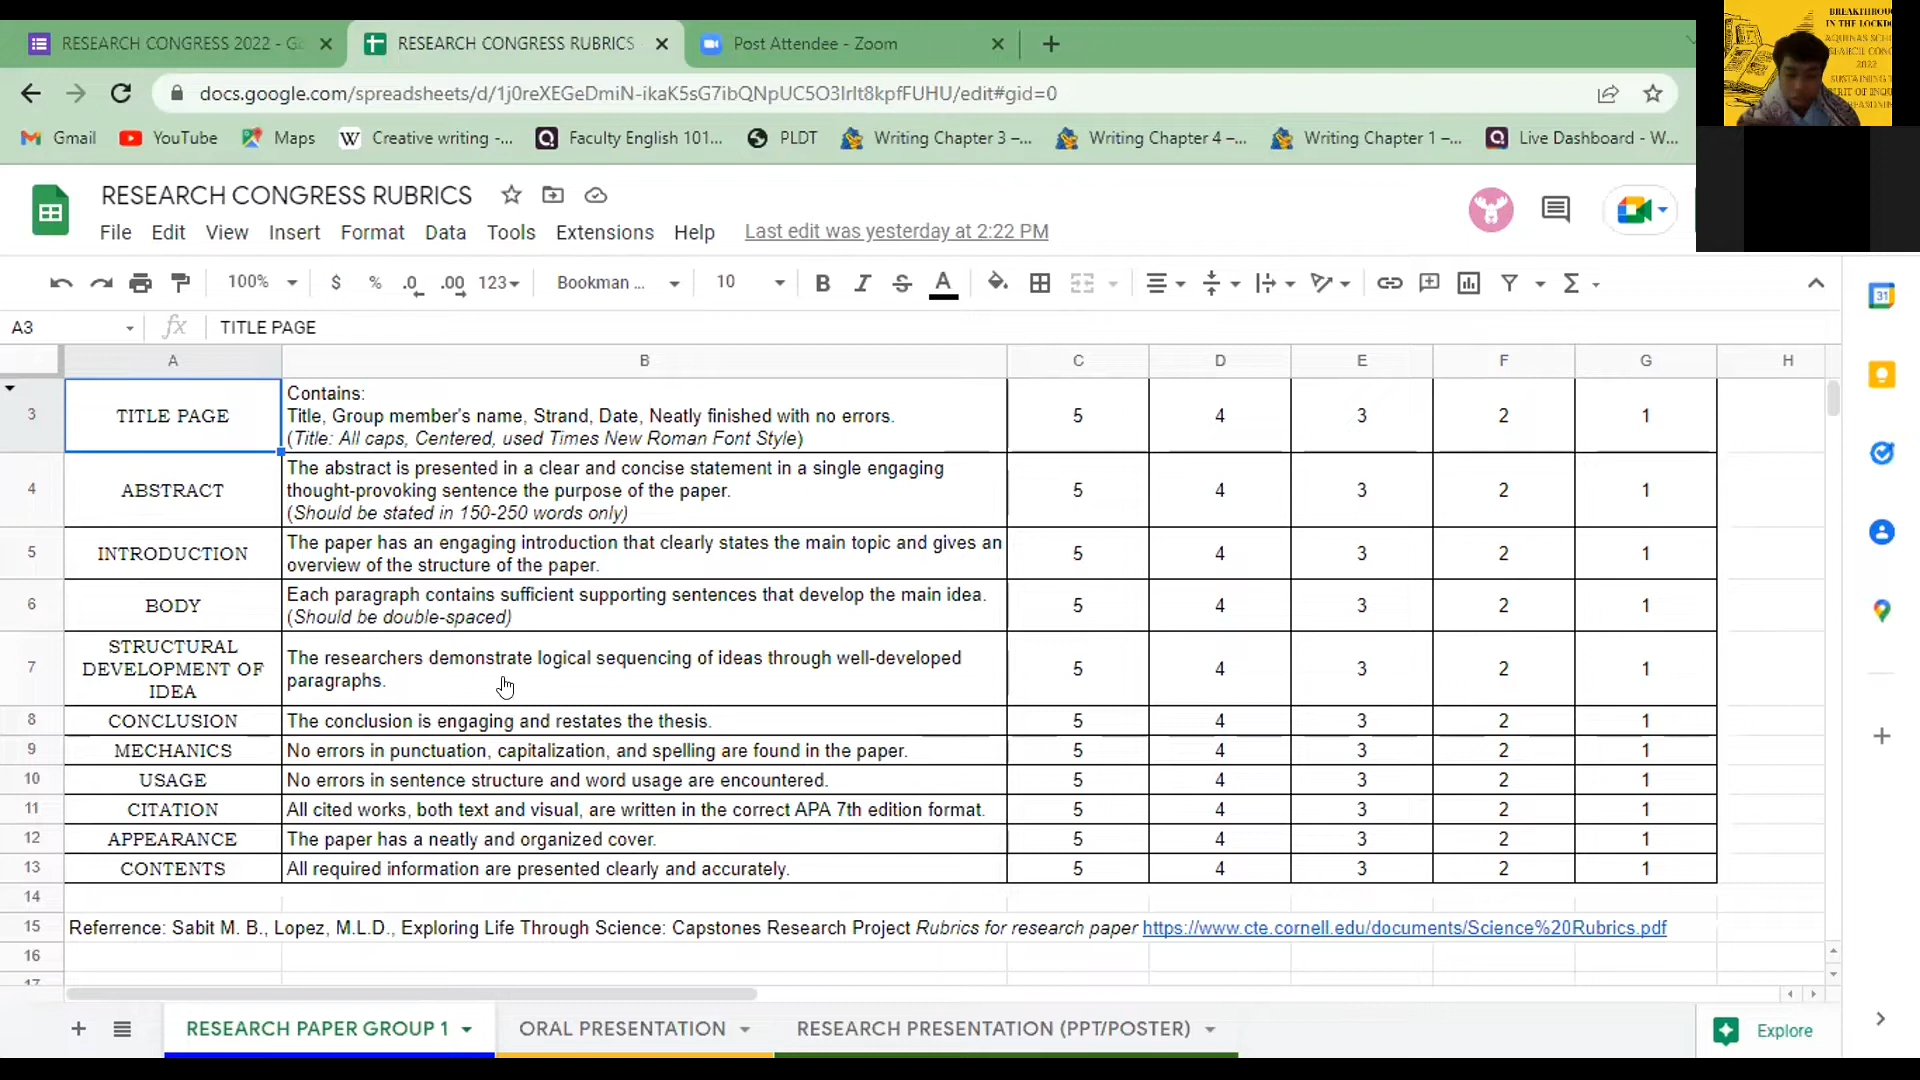 RESEARCH CONGRESS 2022 - Go
RESEARCH CONGRESS RUBRICS
Post Attendee - Zoom
docs.google.com/spreadsheets/d/1j0reXEGeDmiN-ikaK5sG7ibQNpUC5O3lrIt8kpfFUHU/edit#gid=0
Gmail YouTube Maps Creative writing -... Faculty English 101... PLDT Writing Chapter 3 –... Writing Chapter 4 –... Writing Chapter 1 –... Live Dashboard - W...
BREAKTHROU
IN THE LOCKDO
2022
RESEARCH CONGRESS RUBRICS
File Edit View Insert Format Data Tools Extensions Help Last edit was yesterday at 2:22 PM
100% $ % .0 .00 123 Bookman ... 10 B I S A
31
A3 fx TITLE PAGE
A B C D E F G H
3 TITLE PAGE Contains:
Title, Group member's name, Strand, Date, Neatly finished with no errors.
(Title: All caps, Centered, used Times New Roman Font Style) 5 4 3 2 1
4 ABSTRACT The abstract is presented in a clear and concise statement in a single engaging
thought-provoking sentence the purpose of the paper.
(Should be stated in 150-250 words only) 5 4 3 2 1
5 INTRODUCTION The paper has an engaging introduction that clearly states the main topic and gives an
overview of the structure of the paper. 5 4 3 2 1
6 BODY Each paragraph contains sufficient supporting sentences that develop the main idea.
(Should be double-spaced) 5 4 3 2 1
7 STRUCTURAL
DEVELOPMENT OF
IDEA The researchers demonstrate logical sequencing of ideas through well-developed
paragraphs. 5 4 3 2 1
8 CONCLUSION The conclusion is engaging and restates the thesis. 5 4 3 2 1
9 MECHANICS No errors in punctuation, capitalization, and spelling are found in the paper. 5 4 3 2 1
10 USAGE No errors in sentence structure and word usage are encountered. 5 4 3 2 1
11 CITATION All cited works, both text and visual, are written in the correct APA 7th edition format. 5 4 3 2 1
12 APPEARANCE The paper has a neatly and organized cover. 5 4 3 2 1
13 CONTENTS All required information are presented clearly and accurately. 5 4 3 2 1
14
15 Referrence: Sabit M. B., Lopez, M.L.D., Exploring Life Through Science: Capstones Research Project Rubrics for research paper https://www.cte.cornell.edu/documents/Science%20Rubrics.pdf
16
17
RESEARCH PAPER GROUP 1 ORAL PRESENTATION RESEARCH PRESENTATION (PPT/POSTER) Explore